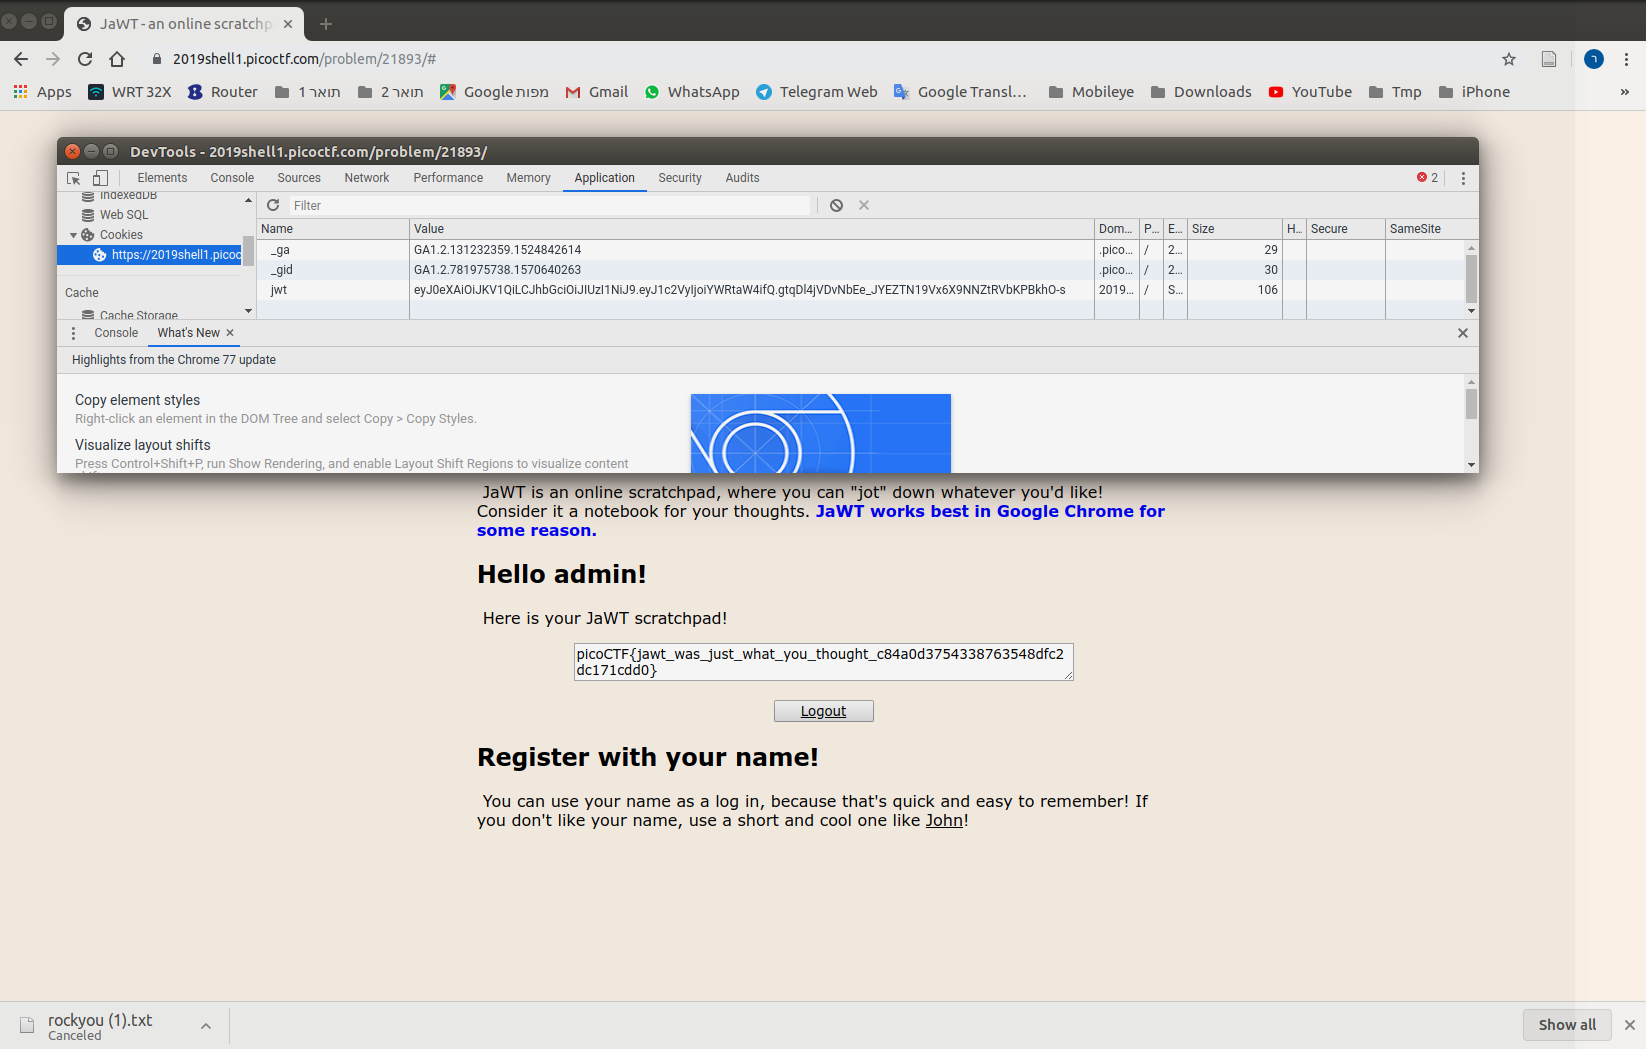 JaWT - an online scratchp
2019shell1.picoctf.com/problem/21893/#
Apps WRT 32X Router תואר 1 תואר 2 Google מפות Gmail WhatsApp Telegram Web Google Transl... Mobileye Downloads YouTube Tmp iPhone »
DevTools - 2019shell1.picoctf.com/problem/21893/
Elements Console Sources Network Performance Memory Application Security Audits 2
IndexedDB
Web SQL
Cookies
https://2019shell1.picoc
Cache
Cache Storage
Filter
Name Value Dom... P... E... Size H... Secure SameSite
_ga GA1.2.131232359.1524842614 .pico... / 2... 29
_gid GA1.2.781975738.1570640263 .pico... / 2... 30
jwt eyJ0eXAiOiJKV1QiLCJhbGciOiJIUzI1NiJ9.eyJ1c2VyIjoiYWRtaW4ifQ.gtqDl4jVDvNbEe_JYEZTN19Vx6X9NNZtRVbKPBkhO-s 2019... / S... 106
Console What's New
Highlights from the Chrome 77 update
Copy element styles
Right-click an element in the DOM Tree and select Copy > Copy Styles.
Visualize layout shifts
Press Control+Shift+P, run Show Rendering, and enable Layout Shift Regions to visualize content
JaWT is an online scratchpad, where you can "jot" down whatever you'd like!
Consider it a notebook for your thoughts. JaWT works best in Google Chrome for
some reason.
Hello admin!
Here is your JaWT scratchpad!
picoCTF{jawt_was_just_what_you_thought_c84a0d3754338763548dfc2
dc171cdd0}
Logout
Register with your name!
You can use your name as a log in, because that's quick and easy to remember! If
you don't like your name, use a short and cool one like John!
rockyou (1).txt
Canceled
Show all